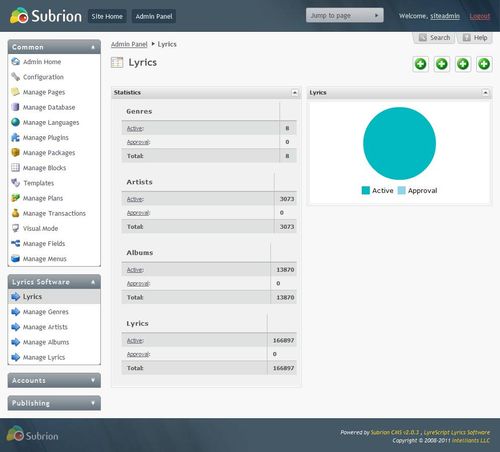 Subrion
Site Home
Admin Panel
Jump to page
Welcome, siteadmin
Logout
Search
Help
Admin Panel
Lyrics
Lyrics
Common
Admin Home
Configuration
Manage Pages
Manage Database
Manage Languages
Manage Plugins
Manage Packages
Manage Blocks
Templates
Manage Plans
Manage Transactions
Visual Mode
Manage Fields
Manage Menus
Lyrics Software
Lyrics
Manage Genres
Manage Artists
Manage Albums
Manage Lyrics
Accounts
Publishing
Statistics
Genres
Active: 8
Approval: 0
Total: 8
Artists
Active: 3073
Approval: 0
Total: 3073
Albums
Active: 13870
Approval: 0
Total: 13870
Lyrics
Active: 166897
Approval: 0
Total: 166897
Lyrics
Active Approval
Subrion
Powered by Subrion CMS v2.0.3 , LyreScript Lyrics Software
Copyright © 2008-2011 Intelliants LLC